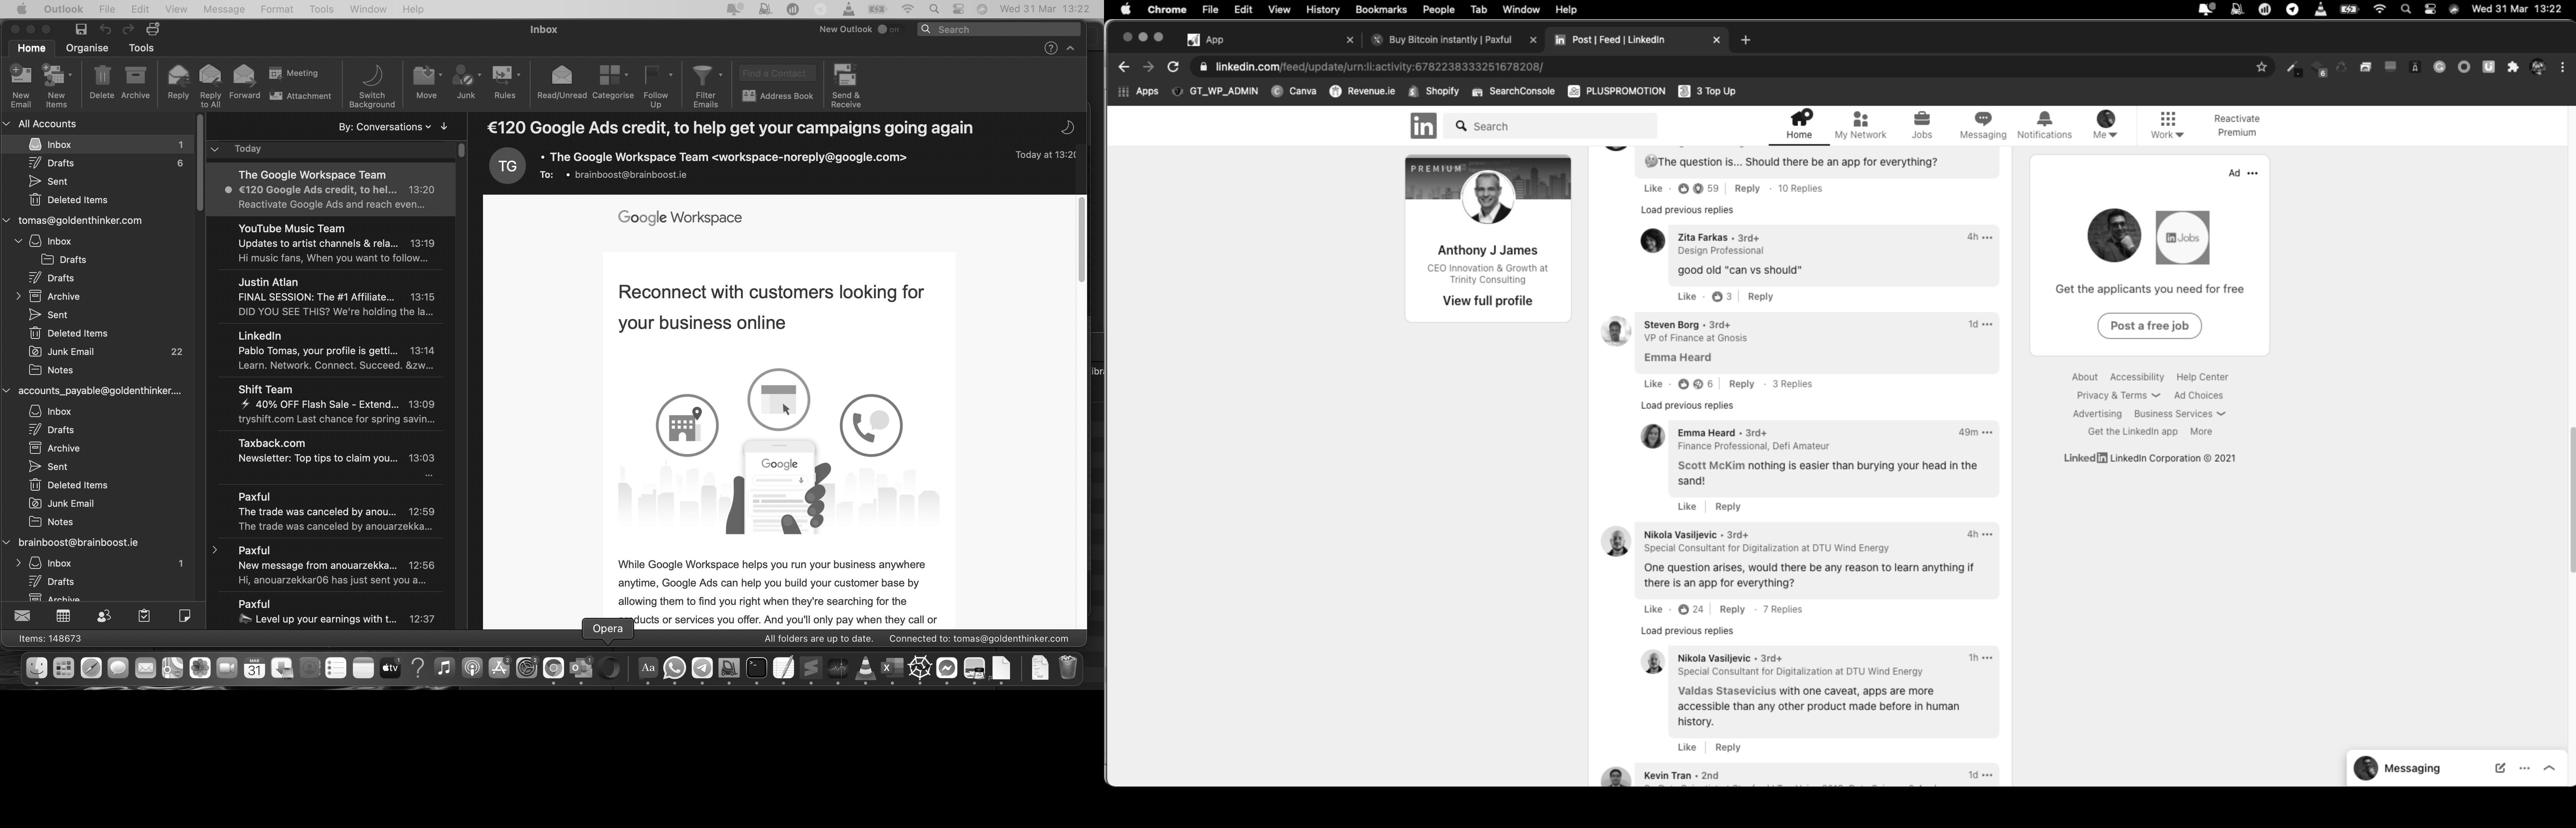 Outlook File Edit View Message Format Tools Window Help
Wed 31 Mar 13:22
Inbox
New Outlook
Search
Home Organise Tools
New Email
New Items
Delete
Archive
Reply
Reply to All
Forward
Meeting
Attachment
Switch Background
Move
Junk
Rules
Read/Unread
Categorise
Follow Up
Filter Emails
Find a Contact
Address Book
Send & Receive
All Accounts
Inbox 1
Drafts 6
Sent
Deleted Items
tomas@goldenthinker.com
Inbox
Drafts
Drafts
Archive
Sent
Deleted Items
Junk Email 22
Notes
accounts_payable@goldenthinker....
Inbox
Drafts
Archive
Sent
Deleted Items
Junk Email
Notes
brainboost@brainboost.ie
Inbox 1
Drafts
Archive
Items: 148673
By: Conversations
Today
The Google Workspace Team
€120 Google Ads credit, to hel... 13:20
Reactivate Google Ads and reach even...
YouTube Music Team
Updates to artist channels & rela... 13:19
Hi music fans, When you want to follow...
Justin Atlan
FINAL SESSION: The #1 Affiliate... 13:15
DID YOU SEE THIS? We're holding the la...
LinkedIn
Pablo Tomas, your profile is getti... 13:14
Learn. Network. Connect. Succeed. &zw...
Shift Team
⚡ 40% OFF Flash Sale - Extend... 13:09
tryshift.com Last chance for spring savin...
Taxback.com
Newsletter: Top tips to claim you... 13:03
...
Paxful
The trade was canceled by anou... 12:59
The trade was canceled by anouarzekka...
Paxful
New message from anouarzekka... 12:56
Hi, anouarzekkar06 has just sent you a...
Paxful
Level up your earnings with t... 12:37
€120 Google Ads credit, to help get your campaigns going again
TG
• The Google Workspace Team <workspace-noreply@google.com>
Today at 13:20
To: • brainboost@brainboost.ie
Google Workspace
Reconnect with customers looking for
your business online
Google
While Google Workspace helps you run your business anywhere
anytime, Google Ads can help you build your customer base by
allowing them to find you right when they're searching for the
products or services you offer. And you'll only pay when they call or
Opera
All folders are up to date. Connected to: tomas@goldenthinker.com
MAR
31
tv
Aa
Chrome File Edit View History Bookmarks People Tab Window Help
Wed 31 Mar 13:22
App
Buy Bitcoin instantly | Paxful
Post | Feed | LinkedIn
linkedin.com/feed/update/urn:li:activity:6782238333251678208/
6
Apps GT_WP_ADMIN Canva Revenue.ie Shopify SearchConsole PLUSPROMOTION 3 Top Up
in
Search
Home
My Network
Jobs
Messaging
Notifications
Me
Work
Reactivate Premium
PREMIUM
Anthony J James
CEO Innovation & Growth at
Trinity Consulting
View full profile
The question is... Should there be an app for everything?
Like · 59 | Reply · 10 Replies
Load previous replies
Zita Farkas • 3rd+ 4h
Design Professional
good old "can vs should"
Like · 3 | Reply
Steven Borg • 3rd+ 1d
VP of Finance at Gnosis
Emma Heard
Like · 6 | Reply · 3 Replies
Load previous replies
Emma Heard • 3rd+ 49m
Finance Professional, Defi Amateur
Scott McKim nothing is easier than burying your head in the
sand!
Like | Reply
Nikola Vasiljevic • 3rd+ 4h
Special Consultant for Digitalization at DTU Wind Energy
One question arises, would there be any reason to learn anything if
there is an app for everything?
Like · 24 | Reply · 7 Replies
Load previous replies
Nikola Vasiljevic • 3rd+ 1h
Special Consultant for Digitalization at DTU Wind Energy
Valdas Stasevicius with one caveat, apps are more
accessible than any other product made before in human
history.
Like | Reply
Kevin Tran • 2nd 1d
Ad
in Jobs
Get the applicants you need for free
Post a free job
About Accessibility Help Center
Privacy & Terms Ad Choices
Advertising Business Services
Get the LinkedIn app More
LinkedIn LinkedIn Corporation © 2021
Messaging